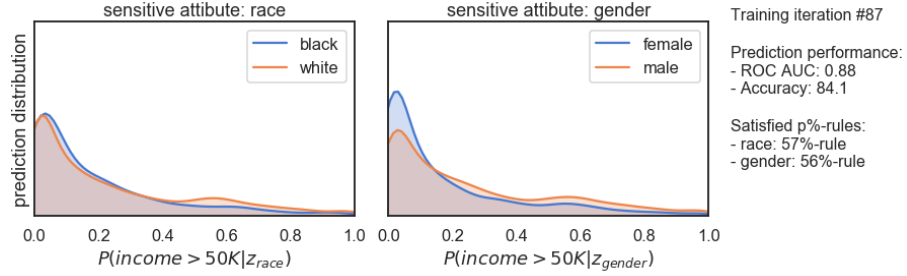 sensitive attibute: race
black
white
prediction distribution
0.0 0.2 0.4 0.6 0.8 1.0
P(income > 50K|z_race)
sensitive attibute: gender
female
male
0.0 0.2 0.4 0.6 0.8 1.0
P(income > 50K|z_gender)
Training iteration #87
Prediction performance:
- ROC AUC: 0.88
- Accuracy: 84.1
Satisfied p%-rules:
- race: 57%-rule
- gender: 56%-rule